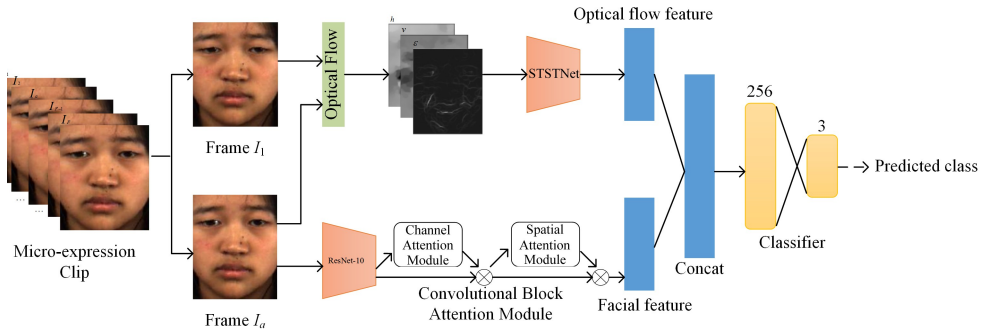 Optical flow feature
h
v
ε
Optical Flow
STSTNet
256
3
Predicted class
Classifier
Concat
Frame I₁
Micro-expression
Clip
...
...
ResNet-10
Channel
Attention
Module
Spatial
Attention
Module
Convolutional Block
Attention Module
Facial feature
Frame Iₐ